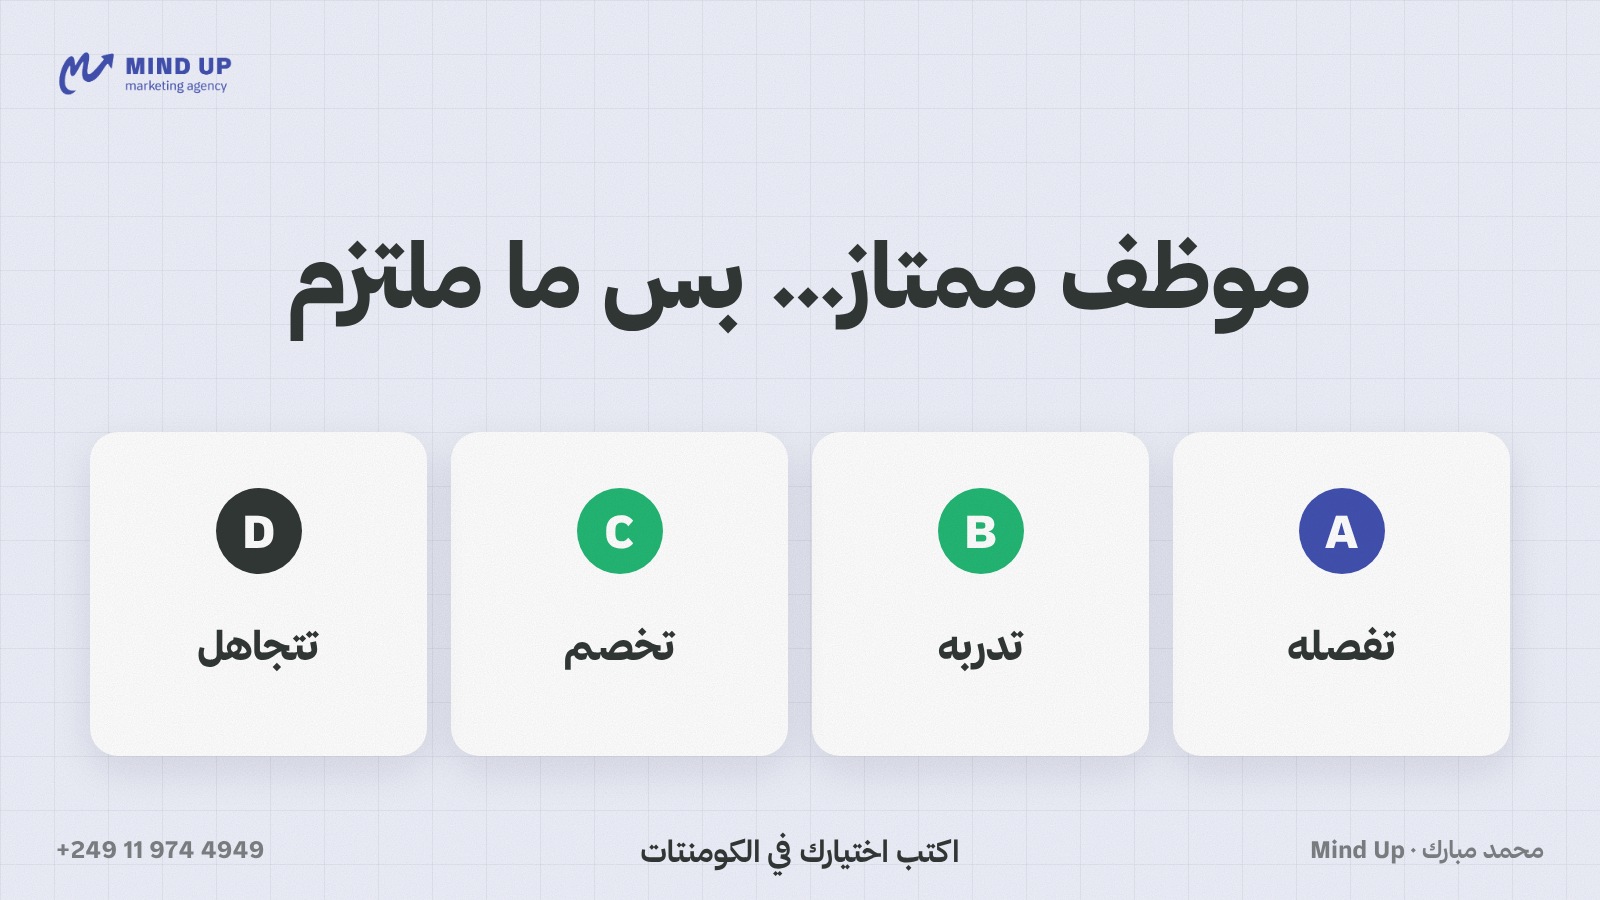 MIND UP
marketing agency
موظف ممتاز... بس ما ملتزم
A
تفصله
B
تدربه
C
تخصم
D
تتجاهل
محمد مبارك · Mind Up
اكتب اختيارك في الكومنتات
+249 11 974 4949